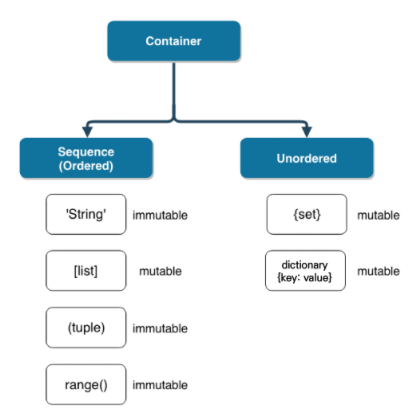 Container
Sequence
(Ordered)
Unordered
'String'
immutable
{set}
mutable
[list]
mutable
dictionary
{key: value}
mutable
(tuple)
immutable
range()
immutable